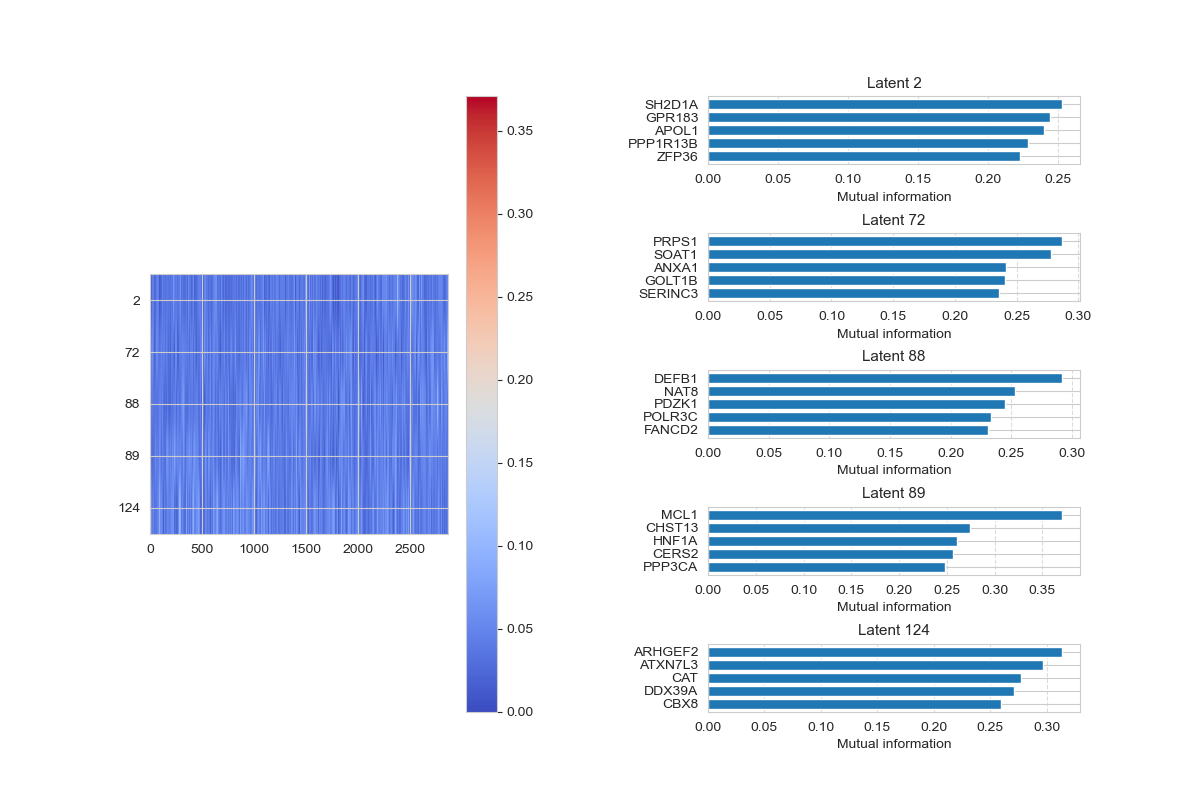 2
72
88
89
124
0 500 1000 1500 2000 2500
0.35
0.30
0.25
0.20
0.15
0.10
0.05
0.00
Latent 2
SH2D1A
GPR183
APOL1
PPP1R13B
ZFP36
0.00 0.05 0.10 0.15 0.20 0.25
Mutual information
Latent 72
PRPS1
SOAT1
ANXA1
GOLT1B
SERINC3
0.00 0.05 0.10 0.15 0.20 0.25 0.30
Mutual information
Latent 88
DEFB1
NAT8
PDZK1
POLR3C
FANCD2
0.00 0.05 0.10 0.15 0.20 0.25 0.30
Mutual information
Latent 89
MCL1
CHST13
HNF1A
CERS2
PPP3CA
0.00 0.05 0.10 0.15 0.20 0.25 0.30 0.35
Mutual information
Latent 124
ARHGEF2
ATXN7L3
CAT
DDX39A
CBX8
0.00 0.05 0.10 0.15 0.20 0.25 0.30
Mutual information